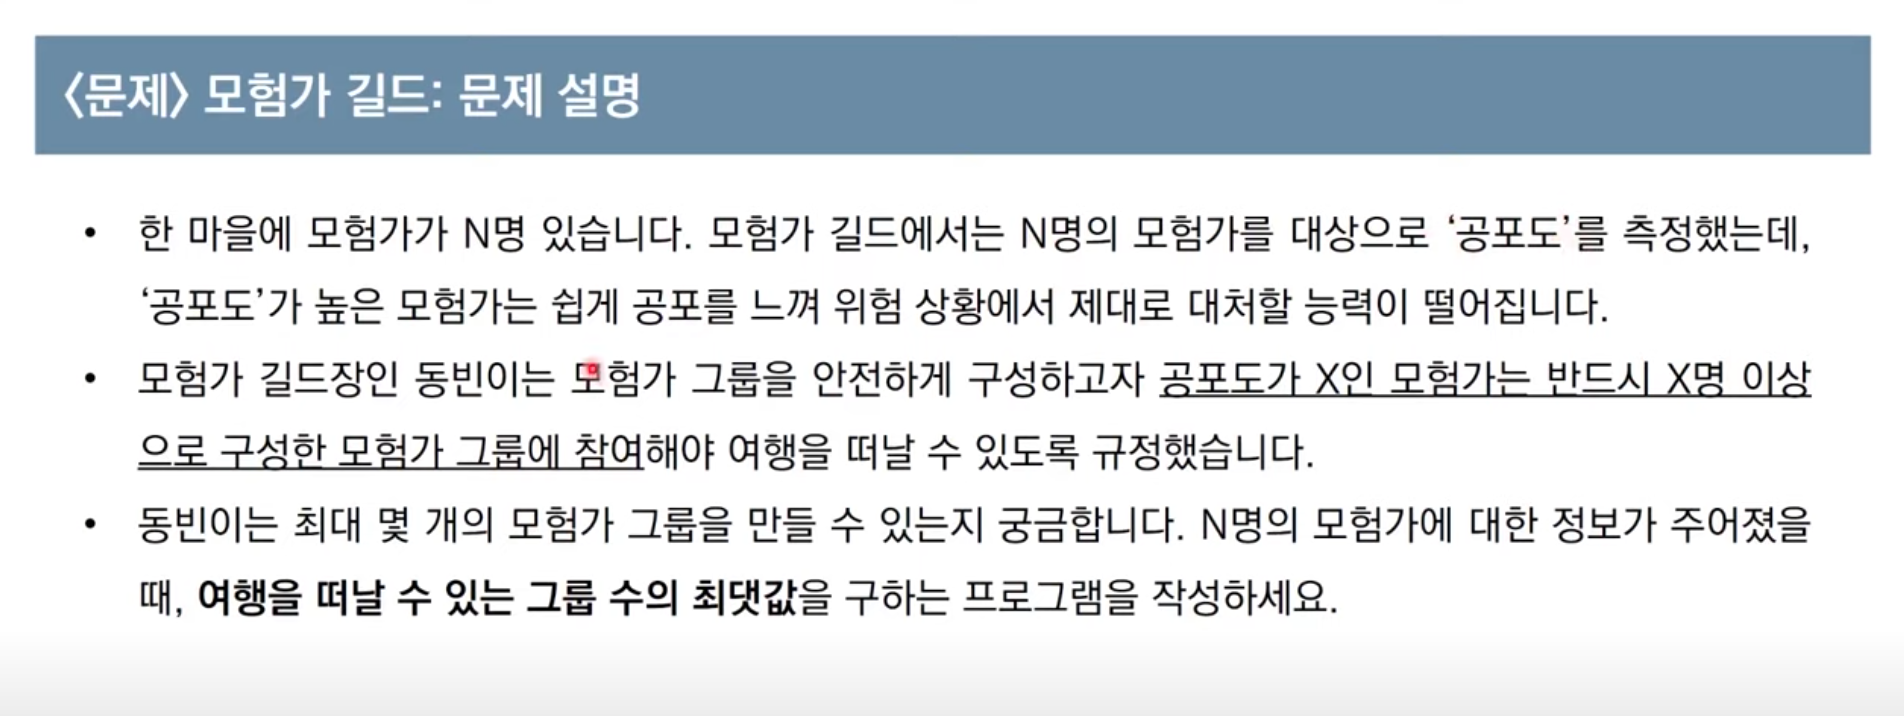 <문제> 모험가 길드: 문제 설명
• 한 마을에 모험가가 N명 있습니다. 모험가 길드에서는 N명의 모험가를 대상으로 ‘공포도’를 측정했는데,
‘공포도’가 높은 모험가는 쉽게 공포를 느껴 위험 상황에서 제대로 대처할 능력이 떨어집니다.
• 모험가 길드장인 동빈이는 모험가 그룹을 안전하게 구성하고자 공포도가 X인 모험가는 반드시 X명 이상
으로 구성한 모험가 그룹에 참여해야 여행을 떠날 수 있도록 규정했습니다.
• 동빈이는 최대 몇 개의 모험가 그룹을 만들 수 있는지 궁금합니다. N명의 모험가에 대한 정보가 주어졌을
때, 여행을 떠날 수 있는 그룹 수의 최댓값을 구하는 프로그램을 작성하세요.